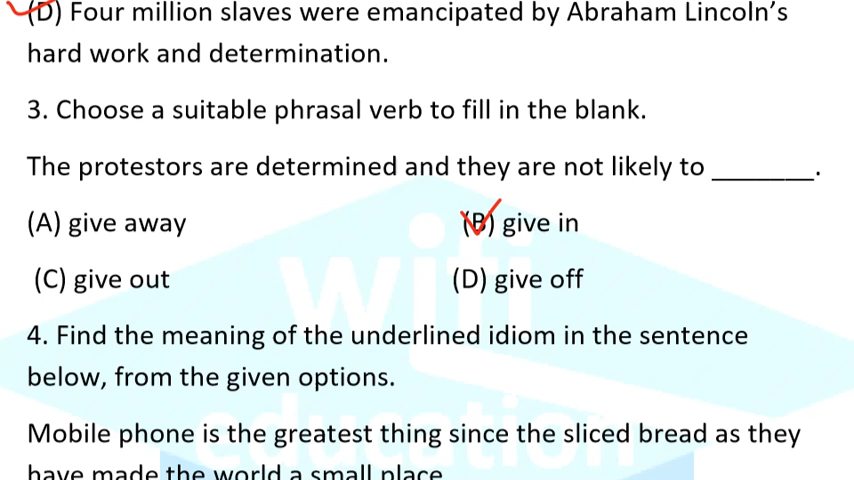 (D) Four million slaves were emancipated by Abraham Lincoln's
hard work and determination.
3. Choose a suitable phrasal verb to fill in the blank.
The protestors are determined and they are not likely to _______.
(A) give away (B) give in
(C) give out (D) give off
4. Find the meaning of the underlined idiom in the sentence
below, from the given options.
Mobile phone is the greatest thing since the sliced bread as they
have made the world a small place
wifi
education